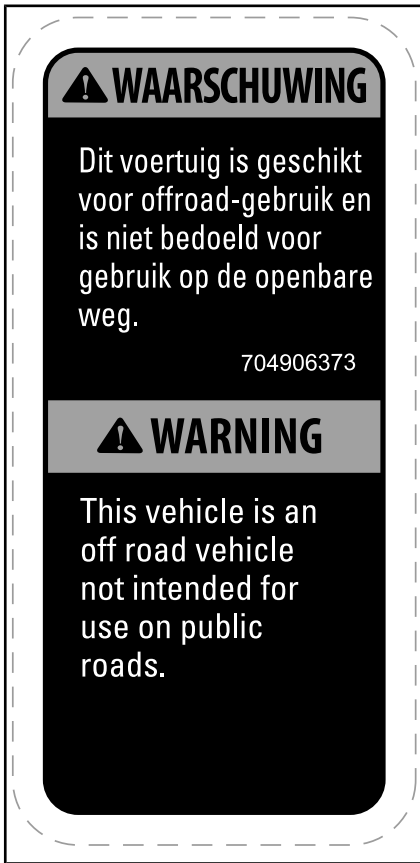 WAARSCHUWING
Dit voertuig is geschikt
voor offroad-gebruik en
is niet bedoeld voor
gebruik op de openbare
weg.
704906373
WARNING
This vehicle is an
off road vehicle
not intended for
use on public
roads.